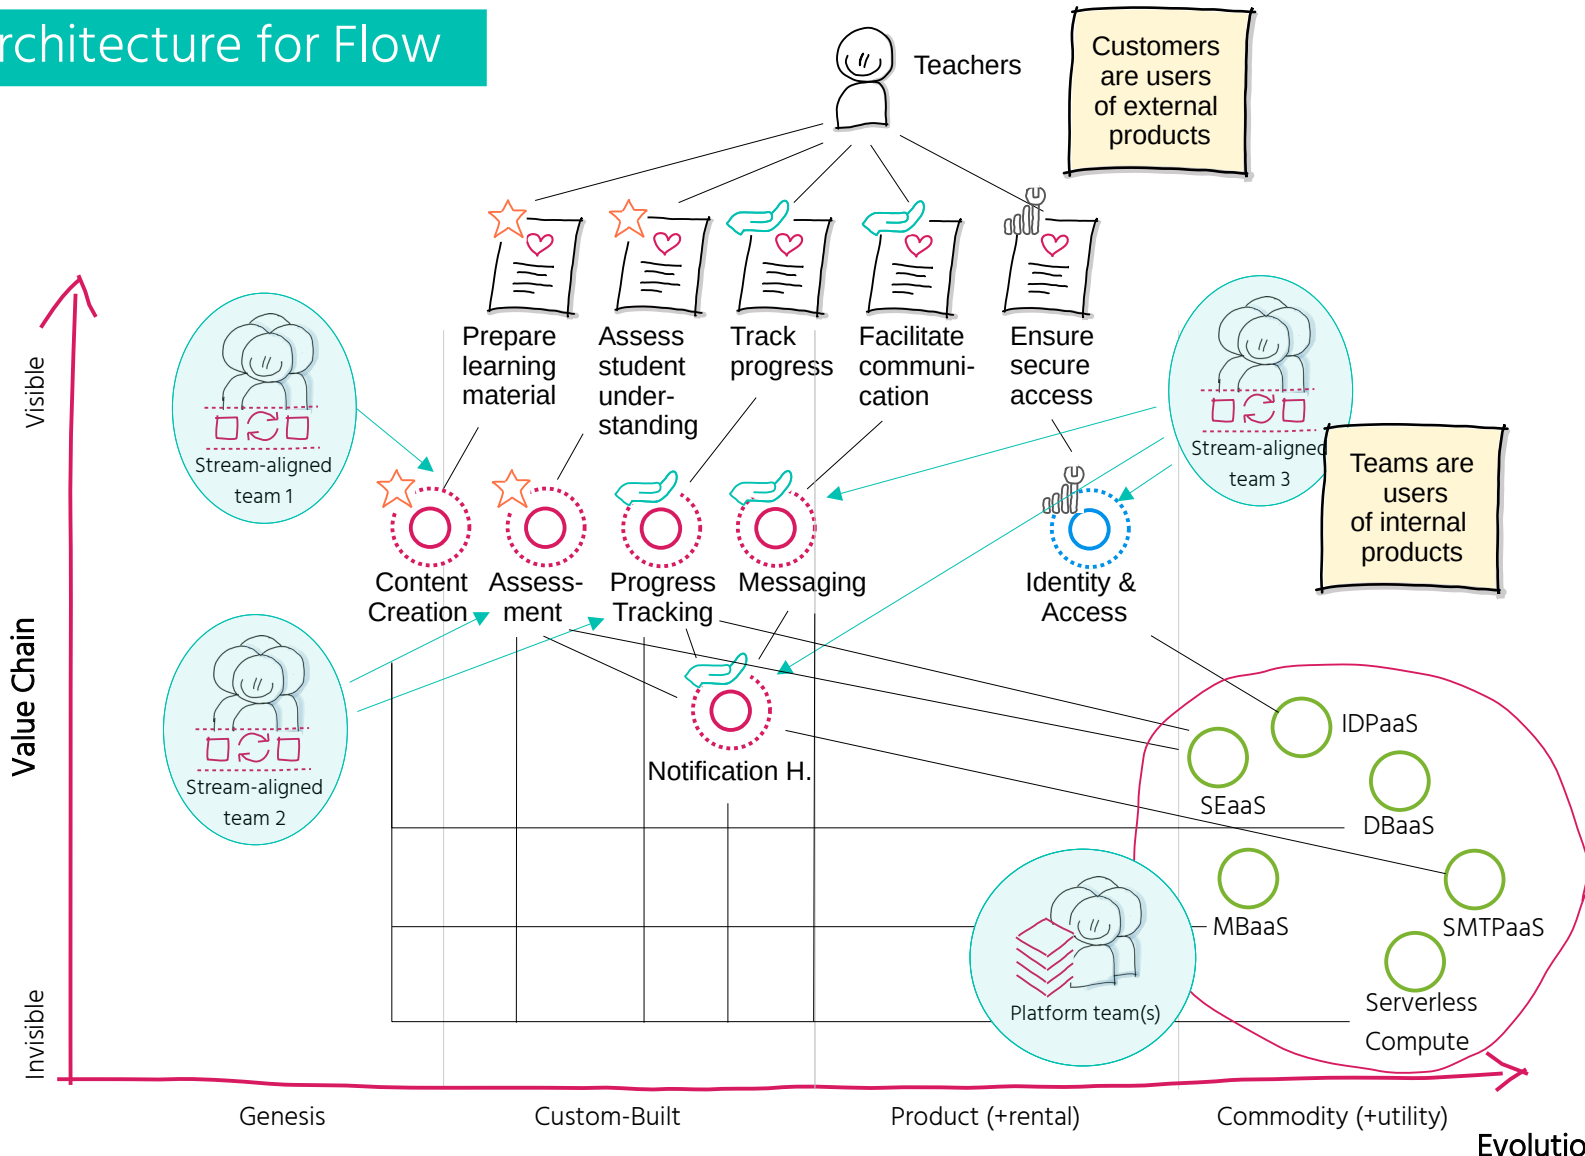 rchitecture for Flow
Teachers
Customers
are users
of external
products
Prepare
learning
material
Assess
student
under-
standing
Track
progress
Facilitate
communi-
cation
Ensure
secure
access
Visible
Stream-aligned
team 1
Stream-aligned
team 3
Teams are
users
of internal
products
Content
Creation
Assess-
ment
Progress
Tracking
Messaging
Identity &
Access
Value Chain
Stream-aligned
team 2
Notification H.
IDPaaS
SEaaS
DBaaS
MBaaS
SMTPaaS
Serverless
Compute
Platform team(s)
Invisible
Genesis
Custom-Built
Product (+rental)
Commodity (+utility)
Evolutio